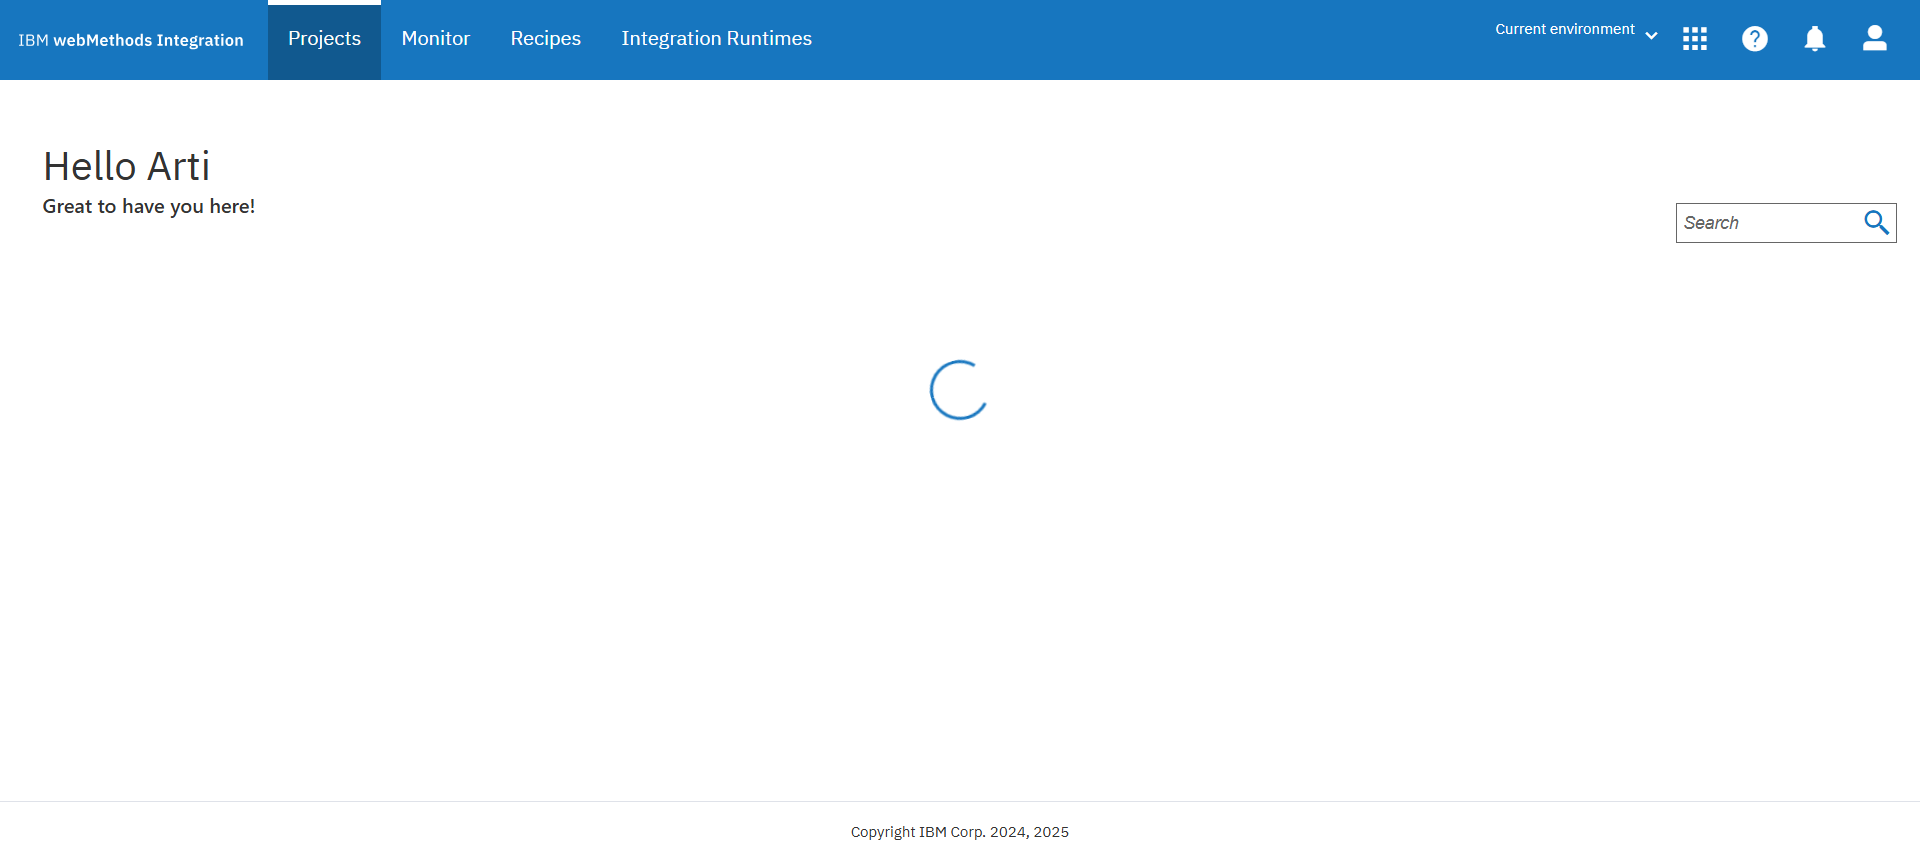 IBM webMethods Integration
Projects
Monitor
Recipes
Integration Runtimes
Current environment
?
Hello Arti
Great to have you here!
Search
Copyright IBM Corp. 2024, 2025